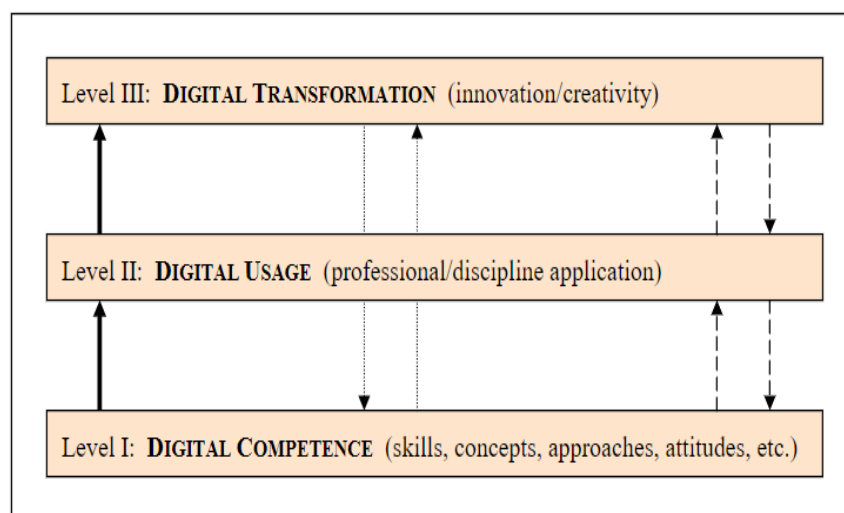 Level III: DIGITAL TRANSFORMATION (innovation/creativity)
Level II: DIGITAL USAGE (professional/discipline application)
Level I: DIGITAL COMPETENCE (skills, concepts, approaches, attitudes, etc.)